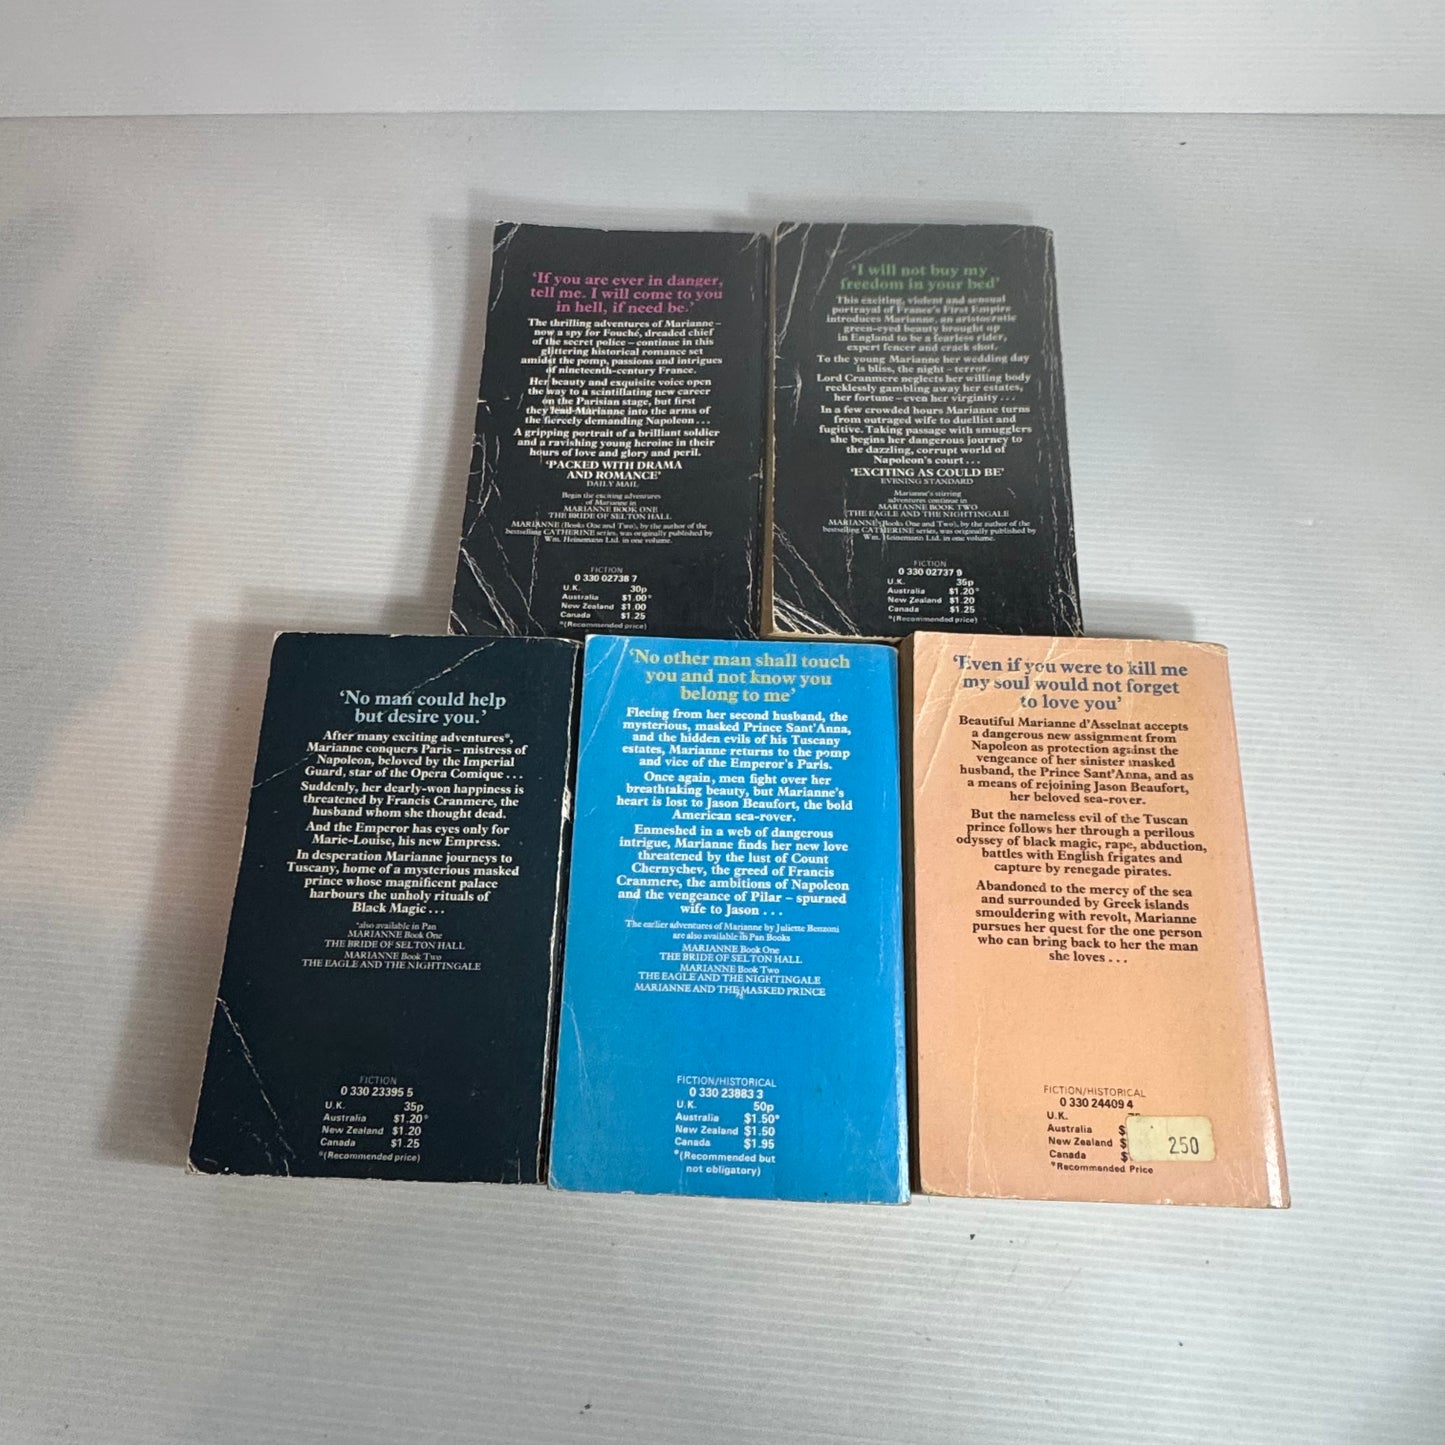 'If you are ever in danger,
tell me. I will come to you
in hell, if need be.'
The thrilling adventures of Marianne –
now a spy for Fouché, dreaded chief
of the secret police – continue in this
glittering historical romance set
amidst the pomp, passions and intrigues
of nineteenth-century France.
Her beauty and exquisite voice open
the way to a scintillating new career
on the Parisian stage, but first
they lead Marianne into the arms of
the fiercely demanding Napoleon . . .
A gripping portrait of a brilliant soldier
and a ravishing young heroine in their
hours of love and glory and peril.
'PACKED WITH DRAMA
AND ROMANCE'
DAILY MAIL
Begin the exciting adventures
of Marianne in
MARIANNE BOOK ONE
THE BRIDE OF SELTON HALL
MARIANNE (Books One and Two), by the author of the
bestselling CATHERINE series, was originally published by
Wm. Heinemann Ltd. in one volume.
FICTION
0 330 02738 7
U.K. 30p
Australia $1.00*
New Zealand $1.00
Canada $1.25
*(Recommended price)
'I will not buy my
freedom in your bed'
This exciting, violent and sensual
portrayal of France's First Empire
introduces Marianne, an aristocratic
green-eyed beauty brought up
in England to be a fearless rider,
expert fencer and crack shot.
To the young Marianne her wedding day
is bliss, the night – terror.
Lord Cranmere neglects her willing body
recklessly gambling away her estates,
her fortune – even her virginity . . .
In a few crowded hours Marianne turns
from outraged wife to duellist and
fugitive. Taking passage with smugglers
she begins her dangerous journey to
the dazzling, corrupt world of
Napoleon's court . . .
'EXCITING AS COULD BE'
EVENING STANDARD
Marianne's stirring
adventures continue in
MARIANNE BOOK TWO
THE EAGLE AND THE NIGHTINGALE
MARIANNE (Books One and Two), by the author of the
bestselling CATHERINE series, was originally published by
Wm. Heinemann Ltd. in one volume.
FICTION
0 330 02737 9
U.K. 35p
Australia $1.20*
New Zealand $1.20
Canada $1.25
*(Recommended price)
'No man could help
but desire you.'
After many exciting adventures*,
Marianne conquers Paris – mistress of
Napoleon, beloved by the Imperial
Guard, star of the Opera Comique . . .
Suddenly, her dearly-won happiness is
threatened by Francis Cranmere, the
husband whom she thought dead.
And the Emperor has eyes only for
Marie-Louise, his new Empress.
In desperation Marianne journeys to
Tuscany, home of a mysterious masked
prince whose magnificent palace
harbours the unholy rituals of
Black Magic . . .
*also available in Pan
MARIANNE Book One
THE BRIDE OF SELTON HALL
MARIANNE Book Two
THE EAGLE AND THE NIGHTINGALE
FICTION
0 330 23395 5
U.K. 35p
Australia $1.20*
New Zealand $1.20
Canada $1.25
*(Recommended price)
'No other man shall touch
you and not know you
belong to me'
Fleeing from her second husband, the
mysterious, masked Prince Sant'Anna,
and the hidden evils of his Tuscany
estates, Marianne returns to the pomp
and vice of the Emperor's Paris.
Once again, men fight over her
breathtaking beauty, but Marianne's
heart is lost to Jason Beaufort, the bold
American sea-rover.
Enmeshed in a web of dangerous
intrigue, Marianne finds her new love
threatened by the lust of Count
Chernychev, the greed of Francis
Cranmere, the ambitions of Napoleon
and the vengeance of Pilar – spurned
wife to Jason . . .
The earlier adventures of Marianne by Juliette Benzoni
are also available in Pan Books
MARIANNE Book One
THE BRIDE OF SELTON HALL
MARIANNE Book Two
THE EAGLE AND THE NIGHTINGALE
MARIANNE AND THE MASKED PRINCE
FICTION/HISTORICAL
0 330 23883 3
U.K. 50p
Australia $1.50*
New Zealand $1.50
Canada $1.95
*(Recommended but
not obligatory)
'Even if you were to kill me
my soul would not forget
to love you'
Beautiful Marianne d'Asselnat accepts
a dangerous new assignment from
Napoleon as protection against the
vengeance of her sinister masked
husband, the Prince Sant'Anna, and as
a means of rejoining Jason Beaufort,
her beloved sea-rover.
But the nameless evil of the Tuscan
prince follows her through a perilous
odyssey of black magic, rape, abduction,
battles with English frigates and
capture by renegade pirates.
Abandoned to the mercy of the sea
and surrounded by Greek islands
smouldering with revolt, Marianne
pursues her quest for the one person
who can bring back to her the man
she loves . . .
FICTION/HISTORICAL
0 330 24409 4
U.K.
Australia $
New Zealand $
Canada $
*Recommended Price
250